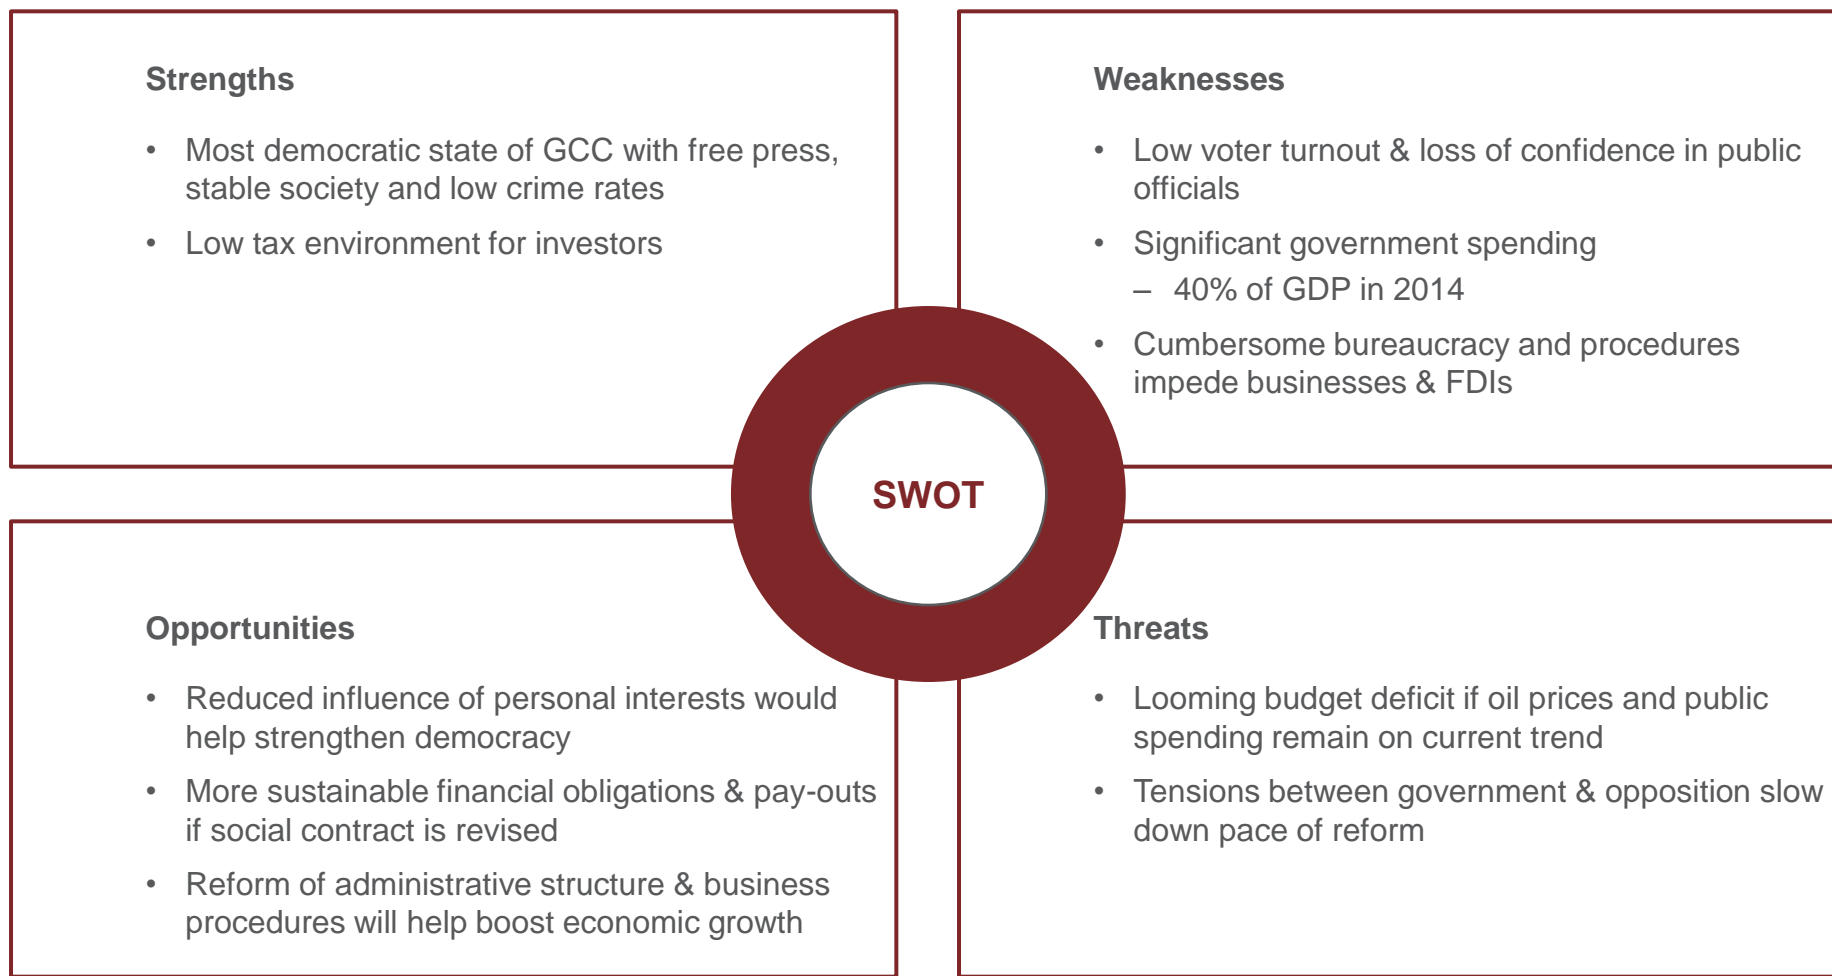 Strengths
• Most democratic state of GCC with free press,
stable society and low crime rates
• Low tax environment for investors
Weaknesses
• Low voter turnout & loss of confidence in public
officials
• Significant government spending
– 40% of GDP in 2014
• Cumbersome bureaucracy and procedures
impede businesses & FDIs
SWOT
Opportunities
• Reduced influence of personal interests would
help strengthen democracy
• More sustainable financial obligations & pay-outs
if social contract is revised
• Reform of administrative structure & business
procedures will help boost economic growth
Threats
• Looming budget deficit if oil prices and public
spending remain on current trend
• Tensions between government & opposition slow
down pace of reform